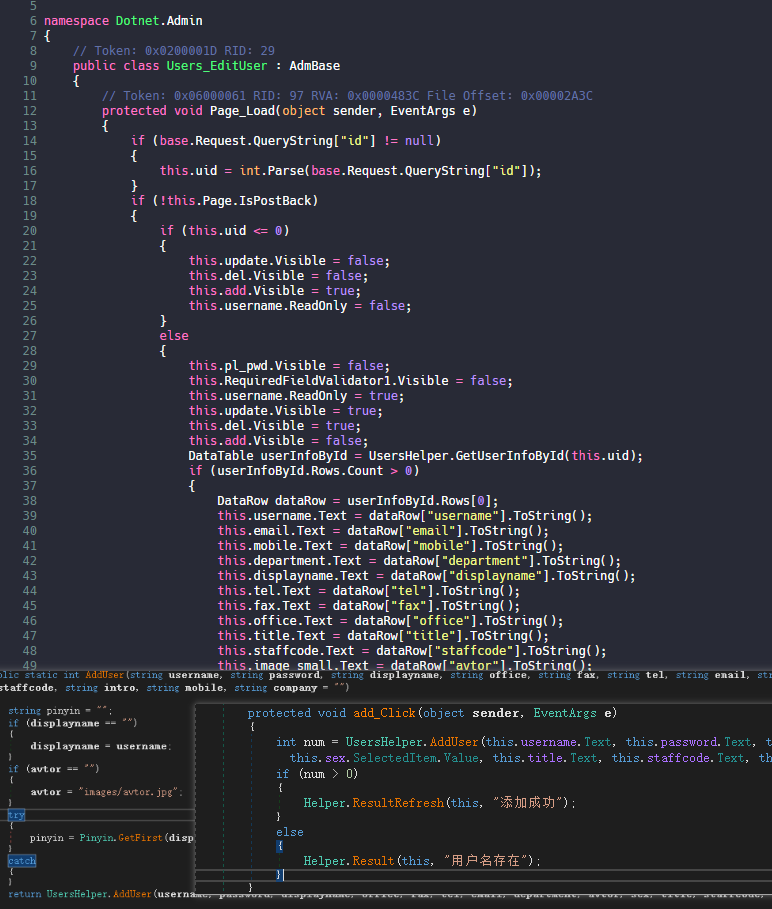 5
6 namespace Dotnet.Admin
7 {
8 // Token: 0x0200001D RID: 29
9 public class Users_EditUser : AdmBase
10 {
11 // Token: 0x06000061 RID: 97 RVA: 0x0000483C File Offset: 0x00002A3C
12 protected void Page_Load(object sender, EventArgs e)
13 {
14 if (base.Request.QueryString["id"] != null)
15 {
16 this.uid = int.Parse(base.Request.QueryString["id"]);
17 }
18 if (!this.Page.IsPostBack)
19 {
20 if (this.uid <= 0)
21 {
22 this.update.Visible = false;
23 this.del.Visible = false;
24 this.add.Visible = true;
25 this.username.ReadOnly = false;
26 }
27 else
28 {
29 this.pl_pwd.Visible = false;
30 this.RequiredFieldValidator1.Visible = false;
31 this.username.ReadOnly = true;
32 this.update.Visible = true;
33 this.del.Visible = true;
34 this.add.Visible = false;
35 DataTable userInfoById = UsersHelper.GetUserInfoById(this.uid);
36 if (userInfoById.Rows.Count > 0)
37 {
38 DataRow dataRow = userInfoById.Rows[0];
39 this.username.Text = dataRow["username"].ToString();
40 this.email.Text = dataRow["email"].ToString();
41 this.mobile.Text = dataRow["mobile"].ToString();
42 this.department.Text = dataRow["department"].ToString();
43 this.displayname.Text = dataRow["displayname"].ToString();
44 this.tel.Text = dataRow["tel"].ToString();
45 this.fax.Text = dataRow["fax"].ToString();
46 this.office.Text = dataRow["office"].ToString();
47 this.title.Text = dataRow["title"].ToString();
48 this.staffcode.Text = dataRow["staffcode"].ToString();
49 this.image_small.Text = dataRow["avtor"].ToString();
blic static int AddUser(string username, string password, string displayname, string office, string fax, string tel, string email, str
staffcode, string intro, string mobile, string company = "")
string pinyin = "";
if (displayname == "")
{
displayname = username;
}
if (avtor == "")
{
avtor = "images/avtor.jpg";
}
try
{
pinyin = Pinyin.GetFirst(disp
}
catch
{
}
return UsersHelper.AddUser(username, password, displayname, office, fax, tel, email, department, avtor, sex, title, staffcode,
protected void add_Click(object sender, EventArgs e)
{
int num = UsersHelper.AddUser(this.username.Text, this.password.Text, t
this.sex.SelectedItem.Value, this.title.Text, this.staffcode.Text, th
if (num > 0)
{
Helper.ResultRefresh(this, "添加成功");
}
else
{
Helper.Result(this, "用户名存在");
}
}